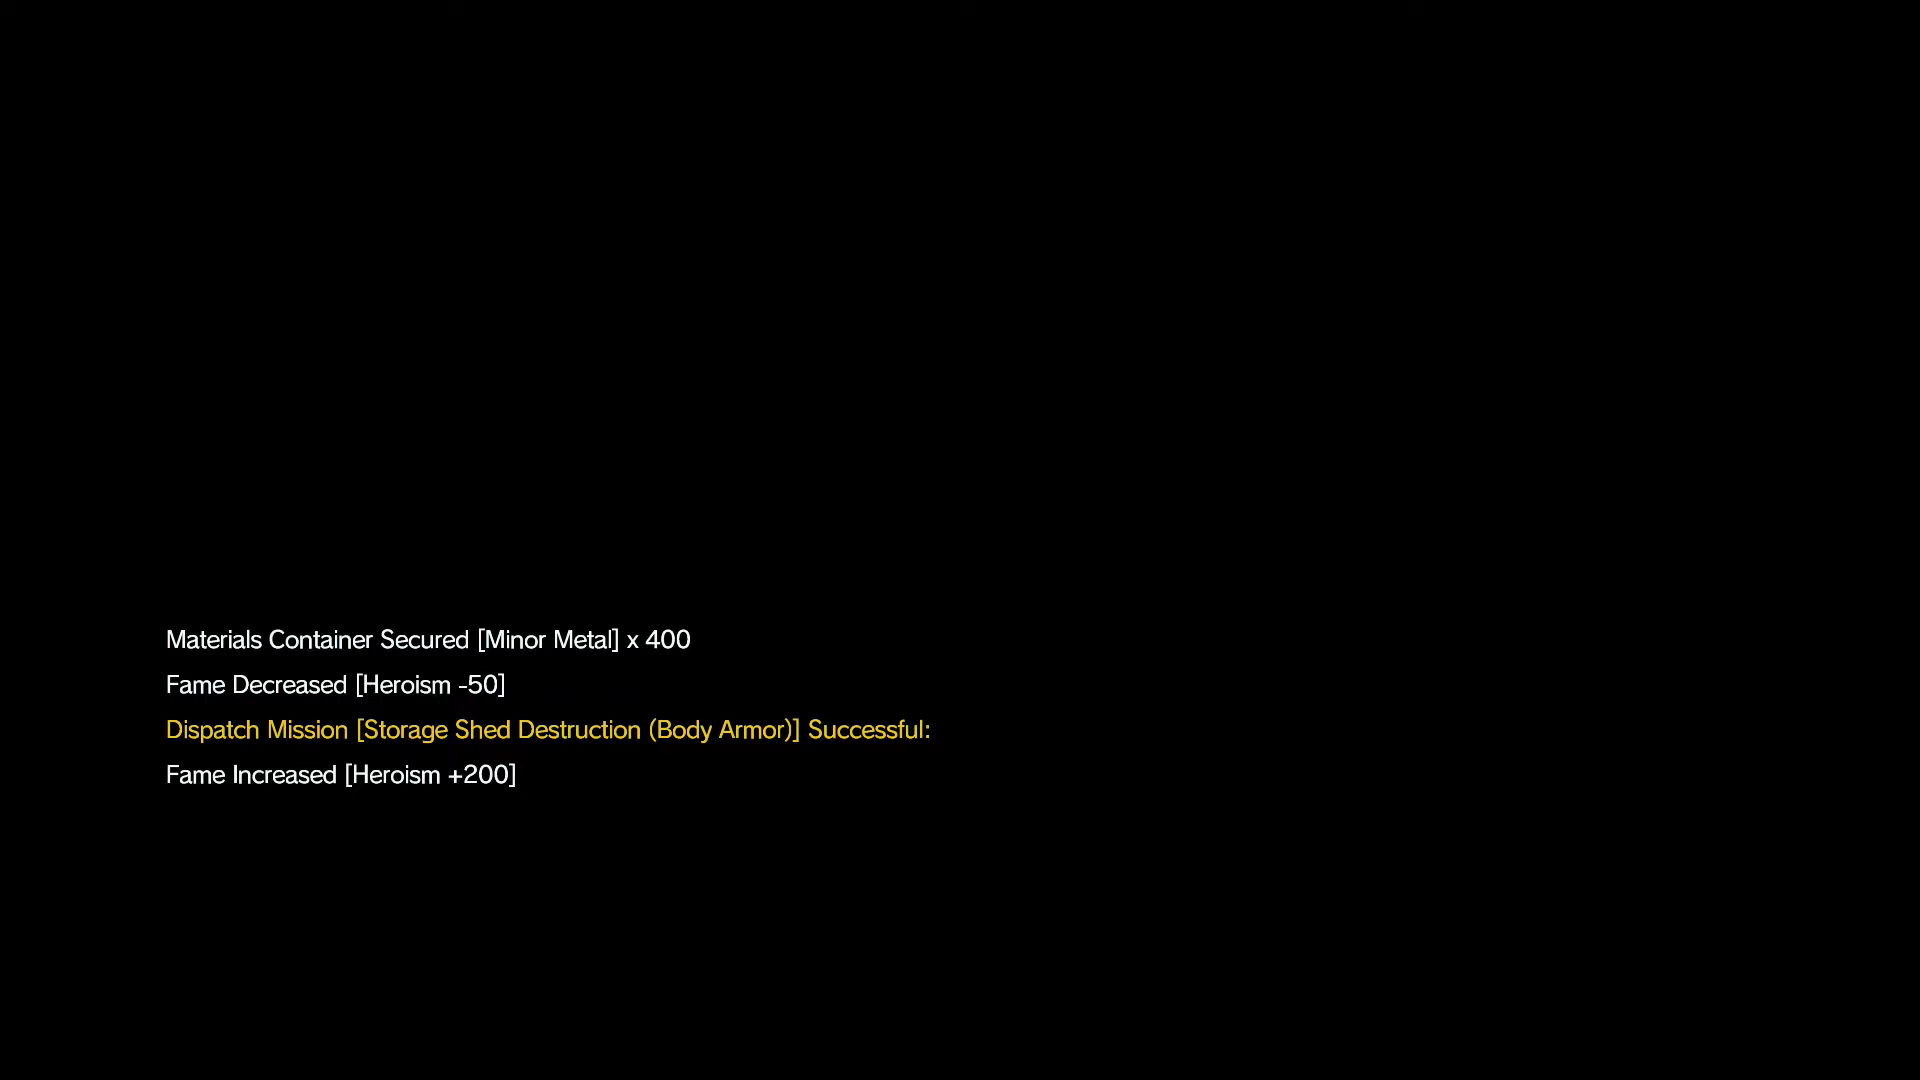 Materials Container Secured [Minor Metal] x 400
Fame Decreased [Heroism -50]
Dispatch Mission [Storage Shed Destruction (Body Armor)] Successful:
Fame Increased [Heroism +200]